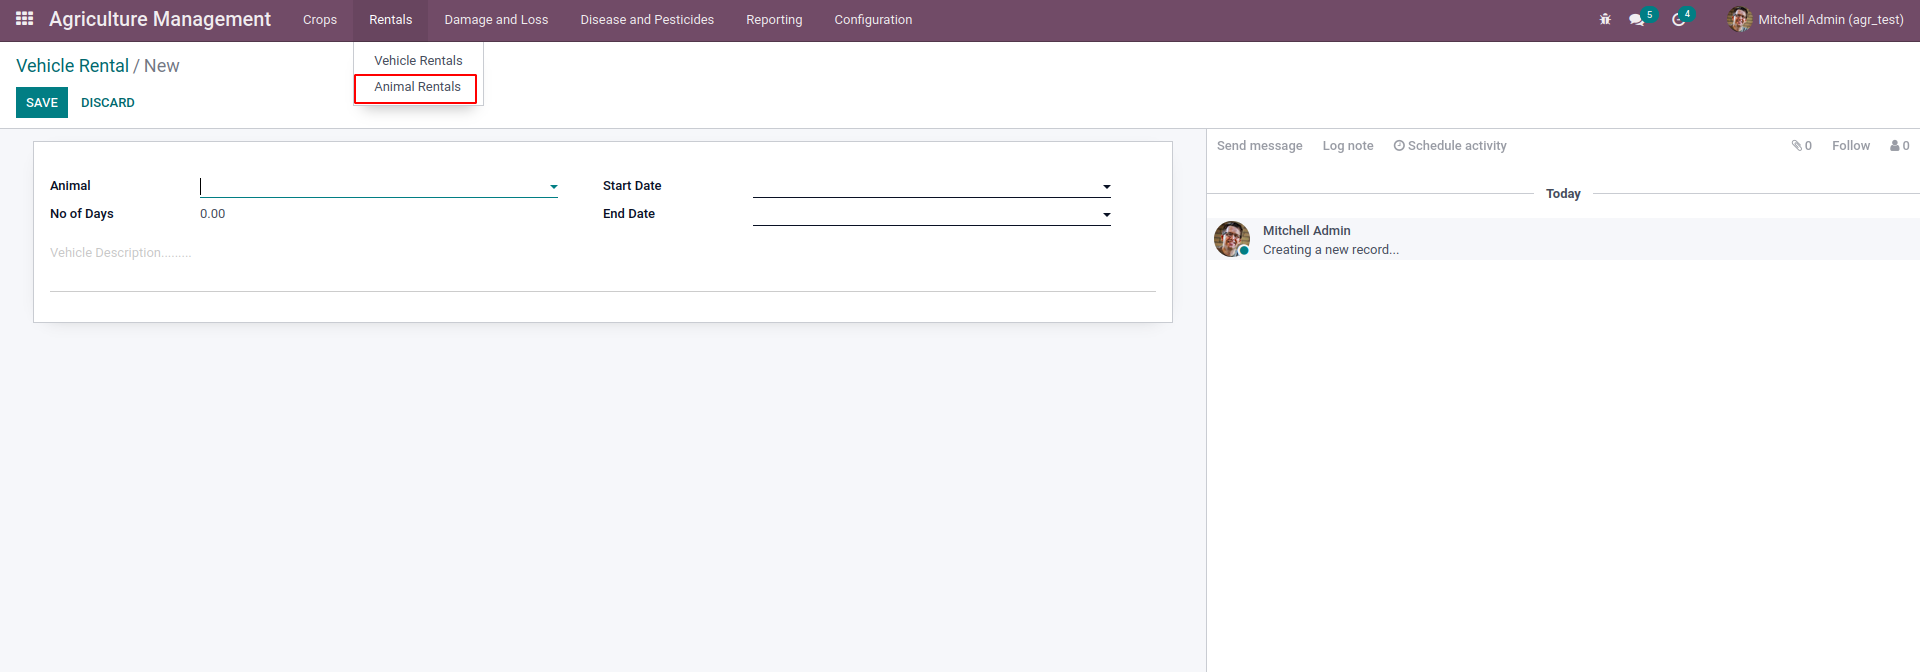 Agriculture Management Crops Rentals Damage and Loss Disease and Pesticides Reporting Configuration 5 4 Mitchell Admin (agr_test)
Vehicle Rentals
Animal Rentals
Vehicle Rental / New
SAVE DISCARD
Send message Log note Schedule activity 0 Follow 0
Animal Start Date
No of Days 0.00 End Date
Vehicle Description.........
Today
Mitchell Admin
Creating a new record...